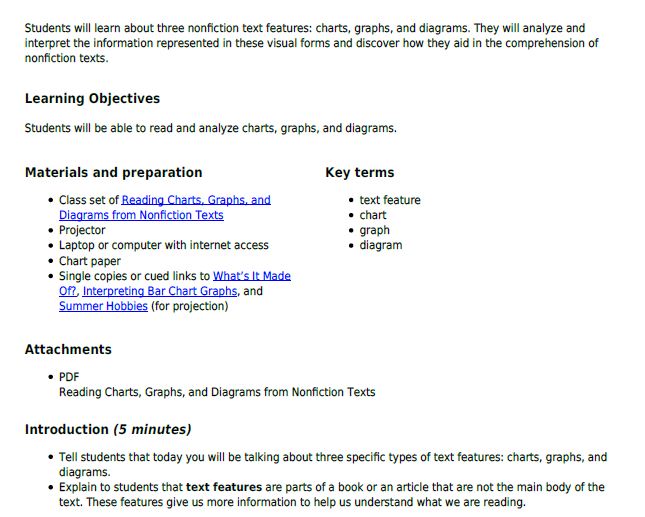 Students will learn about three nonfiction text features: charts, graphs, and diagrams. They will analyze and
interpret the information represented in these visual forms and discover how they aid in the comprehension of
nonfiction texts.
Learning Objectives
Students will be able to read and analyze charts, graphs, and diagrams.
Materials and preparation
• Class set of Reading Charts, Graphs, and
Diagrams from Nonfiction Texts
• Projector
• Laptop or computer with internet access
• Chart paper
• Single copies or cued links to What's It Made
Of?, Interpreting Bar Chart Graphs, and
Summer Hobbies (for projection)
Key terms
• text feature
• chart
• graph
• diagram
Attachments
• PDF
Reading Charts, Graphs, and Diagrams from Nonfiction Texts
Introduction (5 minutes)
• Tell students that today you will be talking about three specific types of text features: charts, graphs, and
diagrams.
• Explain to students that text features are parts of a book or an article that are not the main body of the
text. These features give us more information to help us understand what we are reading.